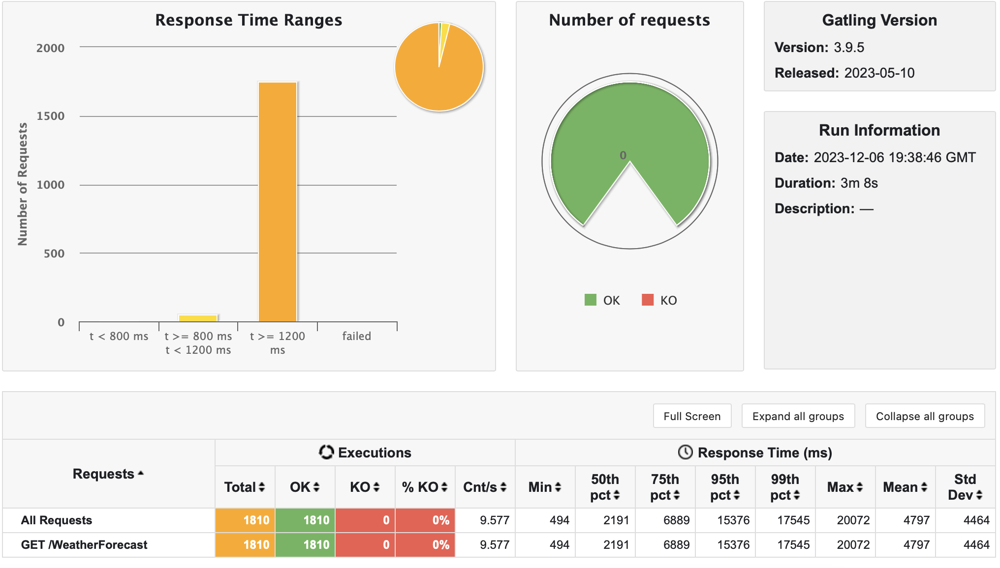 Response Time Ranges
2000
1500
1000
500
0
Number of Requests
t < 800 ms
t >= 800 ms
t < 1200 ms
t >= 1200
ms
failed
Number of requests
0
OK
KO
Gatling Version
Version: 3.9.5
Released: 2023-05-10
Run Information
Date: 2023-12-06 19:38:46 GMT
Duration: 3m 8s
Description: —
Full Screen Expand all groups Collapse all groups
Requests
Executions
Response Time (ms)
Total OK KO % KO Cnt/s Min 50th pct 75th pct 95th pct 99th pct Max Mean Std Dev
All Requests 1810 1810 0 0% 9.577 494 2191 6889 15376 17545 20072 4797 4464
GET /WeatherForecast 1810 1810 0 0% 9.577 494 2191 6889 15376 17545 20072 4797 4464